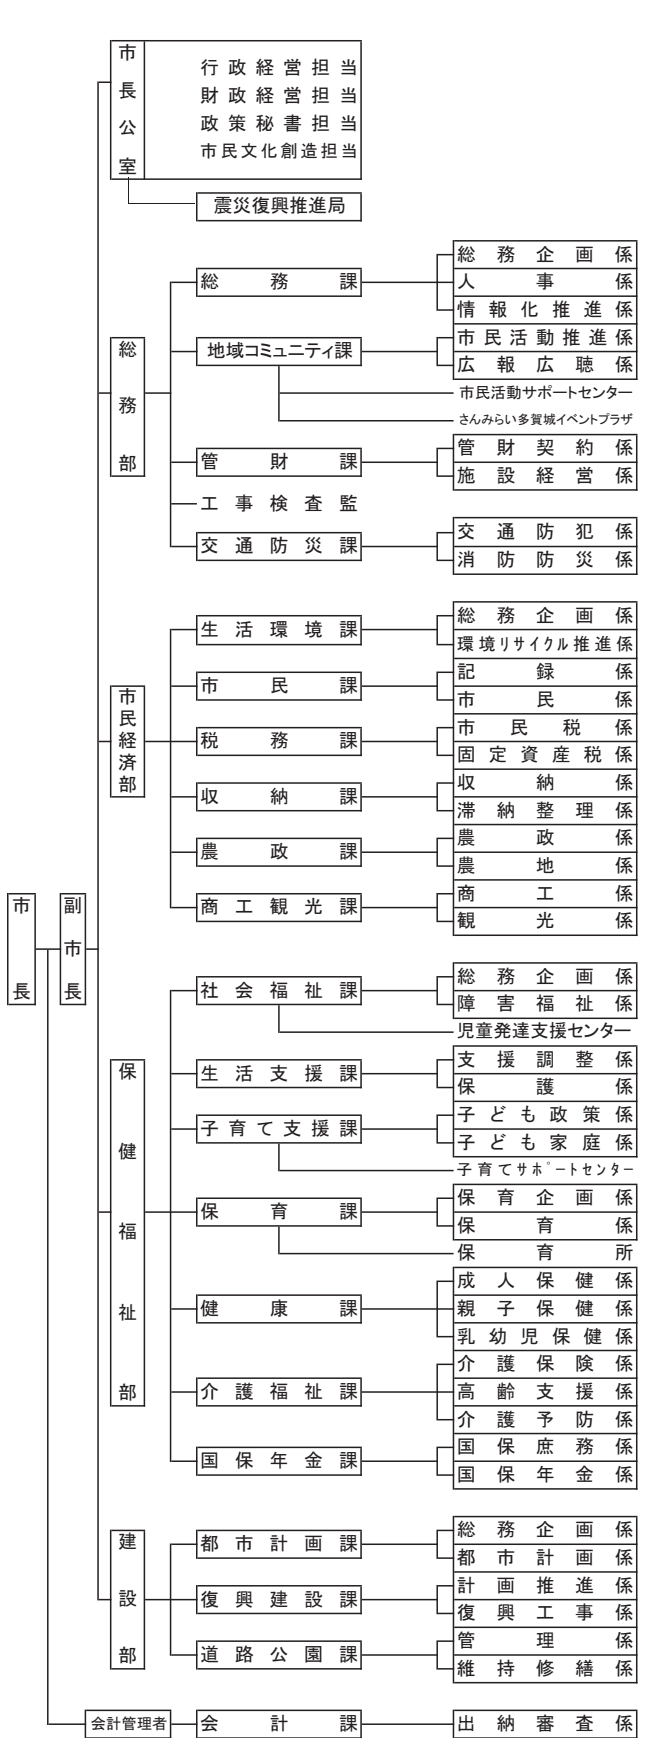 市長
副市長
市長公室
行政経営担当
財政経営担当
政策秘書担当
市民文化創造担当
震災復興推進局
総務部
総務課
総務企画係
人事係
情報化推進係
地域コミュニティ課
市民活動推進係
広報広聴係
市民活動サポートセンター
さんみらい多賀城イベントプラザ
管財課
管財契約係
施設経営係
工事検査監
交通防災課
交通防犯係
消防防災係
市民経済部
生活環境課
総務企画係
環境リサイクル推進係
市民課
記録係
市民係
税務課
市民税係
固定資産税係
収納課
収納係
滞納整理係
農政課
農政係
農地係
商工観光課
商工係
観光係
保健福祉部
社会福祉課
総務企画係
障害福祉係
児童発達支援センター
生活支援課
支援調整係
保護係
子育て支援課
子ども政策係
子ども家庭係
子育てサポートセンター
保育課
保育企画係
保育係
保育所
健康課
成人保健係
親子保健係
乳幼児保健係
介護福祉課
介護保険係
高齢支援係
介護予防係
国保年金課
国保庶務係
国保年金係
建設部
都市計画課
総務企画係
都市計画係
復興建設課
計画推進係
復興工事係
道路公園課
管理係
維持修繕係
会計管理者
会計課
出納審査係